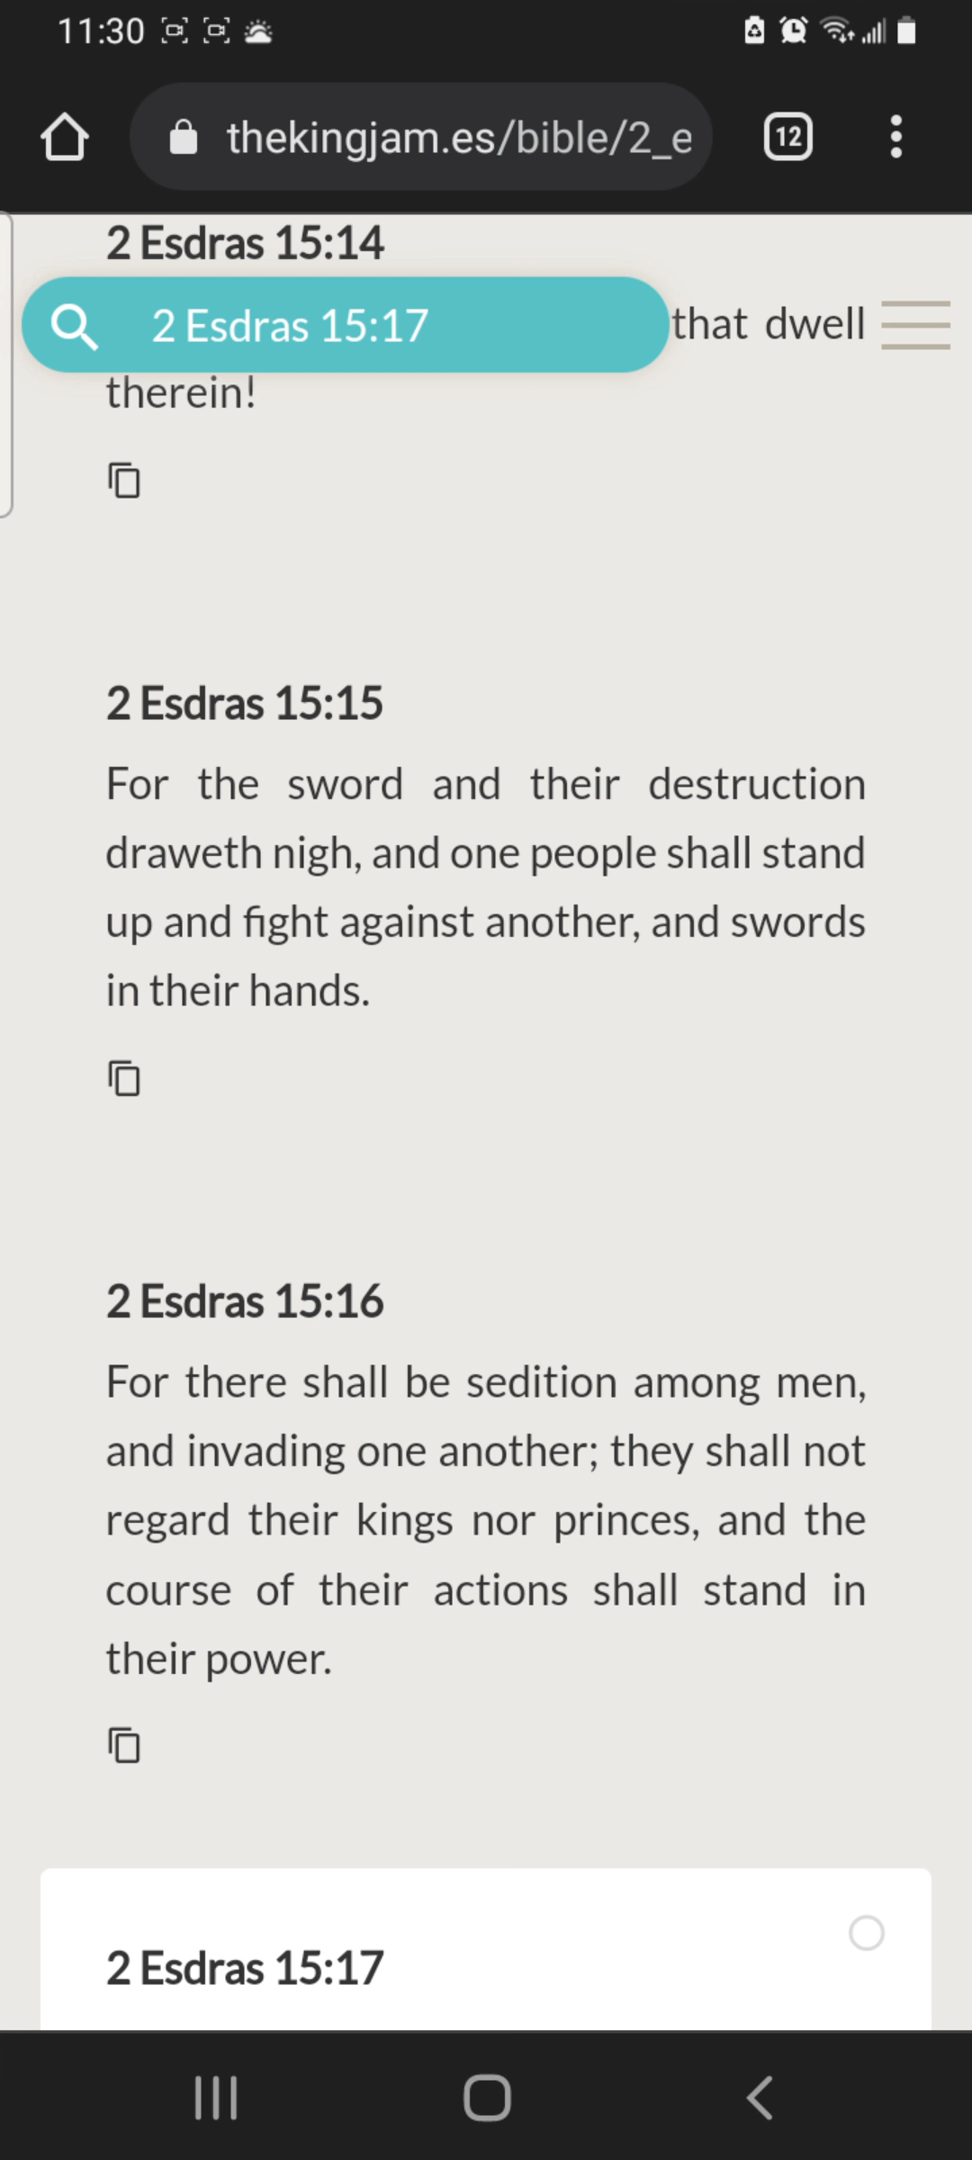 11:30
thekingjam.es/bible/2_e
12
2 Esdras 15:14
2 Esdras 15:17
that dwell
therein!
2 Esdras 15:15
For the sword and their destruction
draweth nigh, and one people shall stand
up and fight against another, and swords
in their hands.
2 Esdras 15:16
For there shall be sedition among men,
and invading one another; they shall not
regard their kings nor princes, and the
course of their actions shall stand in
their power.
2 Esdras 15:17